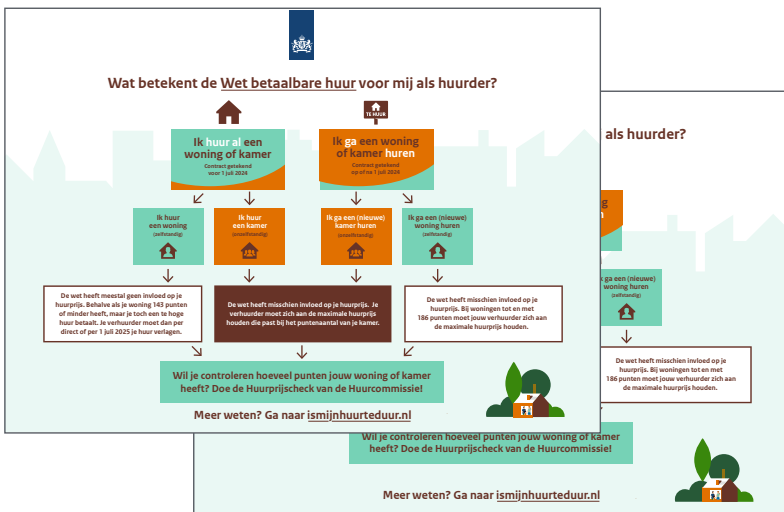 Wat betekent de Wet betaalbare huur voor mij als huurder?
TE HUUR
Ik huur al een
woning of kamer
Contract getekend
voor 1 juli 2024
Ik ga een woning
of kamer huren
Contract getekend
op of na 1 juli 2024
Ik huur
een woning
(zelfstandig)
Ik huur
een kamer
(onzelfstandig)
Ik ga een (nieuwe)
kamer huren
(onzelfstandig)
Ik ga een (nieuwe)
woning huren
(zelfstandig)
De wet heeft meestal geen invloed op je
huurprijs. Behalve als je woning 143 punten
of minder heeft, maar je toch een te hoge
huur betaalt. Je verhuurder moet dan per
direct of per 1 juli 2025 je huur verlagen.
De wet heeft misschien invloed op je huurprijs. Je
verhuurder moet zich aan de maximale huurprijs
houden die past bij het puntenaantal van je kamer.
De wet heeft misschien invloed op je
huurprijs. Bij woningen tot en met
186 punten moet jouw verhuurder zich aan
de maximale huurprijs houden.
Wil je controleren hoeveel punten jouw woning of kamer
heeft? Doe de Huurprijscheck van de Huurcommissie!
Meer weten? Ga naar ismijnhuurteduur.nl
als huurder?
ga een (nieuwe)
woning huren
(zelfstandig)
De wet heeft misschien invloed op je
huurprijs. Bij woningen tot en met
186 punten moet jouw verhuurder zich aan
de maximale huurprijs houden.
Wil je controleren hoeveel punten jouw woning of kamer
heeft? Doe de Huurprijscheck van de Huurcommissie!
Meer weten? Ga naar ismijnhuurteduur.nl